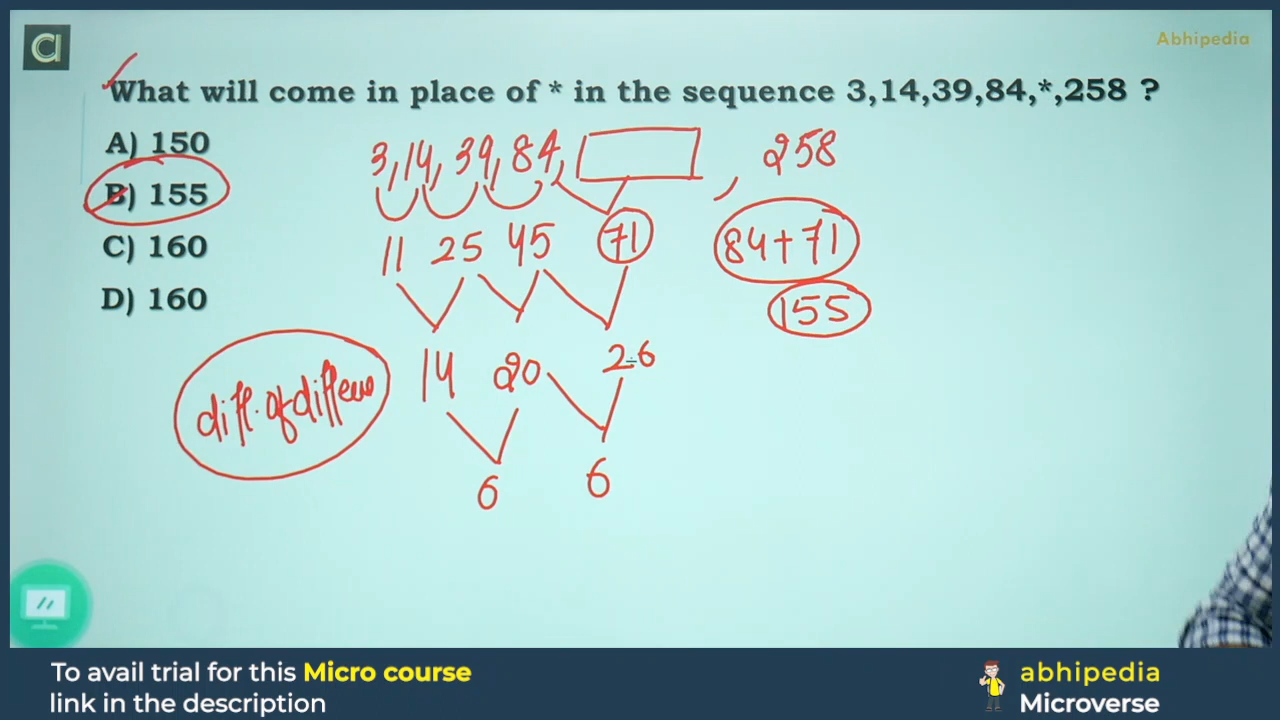 Abhipedia
What will come in place of * in the sequence 3,14,39,84,*,258 ?
A) 150
B) 155
C) 160
D) 160
3, 14, 39, 84, , 258
11 25 45 71
84+71
155
14 20 26
diff. of differe
6 6
To avail trial for this Micro course
link in the description
abhipedia
Microverse